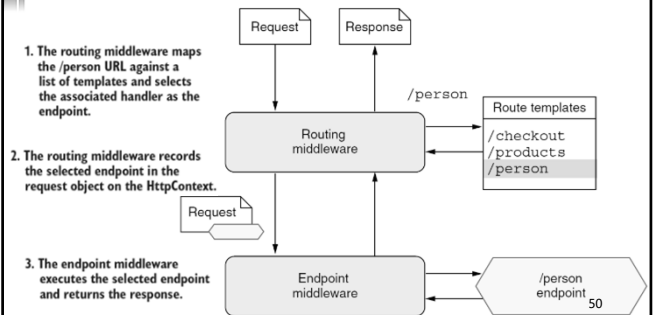 Request
Response
1. The routing middleware maps
the /person URL against a
list of templates and selects
the associated handler as the
endpoint.
/person
Route templates
/checkout
/products
/person
Routing
middleware
2. The routing middleware records
the selected endpoint in the
request object on the HttpContext.
Request
3. The endpoint middleware
executes the selected endpoint
and returns the response.
Endpoint
middleware
/person
endpoint
50